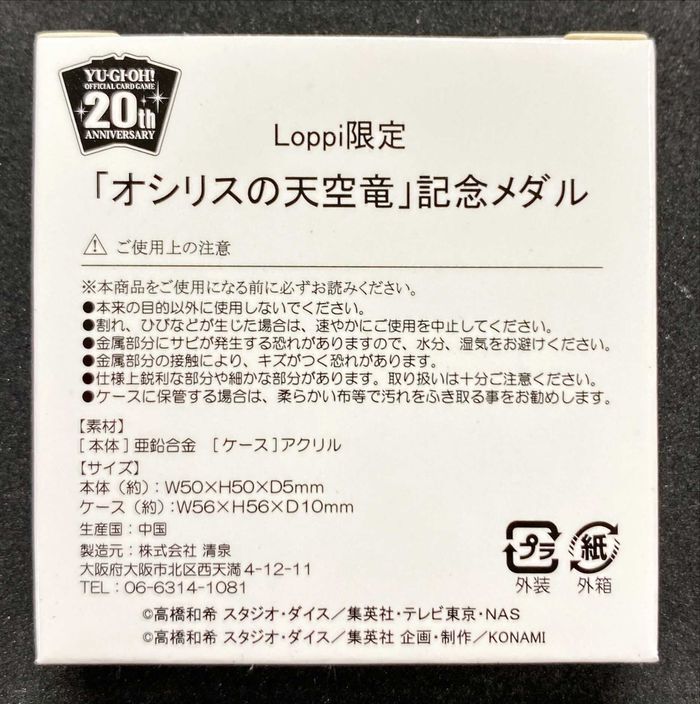 YU-GI-OH!
OFFICIAL CARD GAME
20th
ANNIVERSARY
Loppi限定
「オシリスの天空竜」記念メダル
ご使用上の注意
※本商品をご使用になる前に必ずお読みください。
●本来の目的以外に使用しないでください。
●割れ、ひびなどが生じた場合は、速やかにご使用を中止してください。
●金属部分にサビが発生する恐れがありますので、水分、湿気をお避けください。
●金属部分の接触により、キズがつく恐れがあります。
●仕様上鋭利な部分や細かな部分があります。取り扱いは十分ご注意ください。
●ケースに保管する場合は、柔らかい布等で汚れをふき取る事をお勧めします。
【素材】
[本体]亜鉛合金 [ケース]アクリル
【サイズ】
本体（約）：W50×H50×D5mm
ケース（約）：W56×H56×D10mm
生産国：中国
製造元：株式会社 清泉
大阪府大阪市北区西天満4-12-11
TEL：06-6314-1081
プラ
外装
紙
外箱
©高橋和希 スタジオ・ダイス／集英社・テレビ東京・NAS
©高橋和希 スタジオ・ダイス／集英社 企画・制作／KONAMI